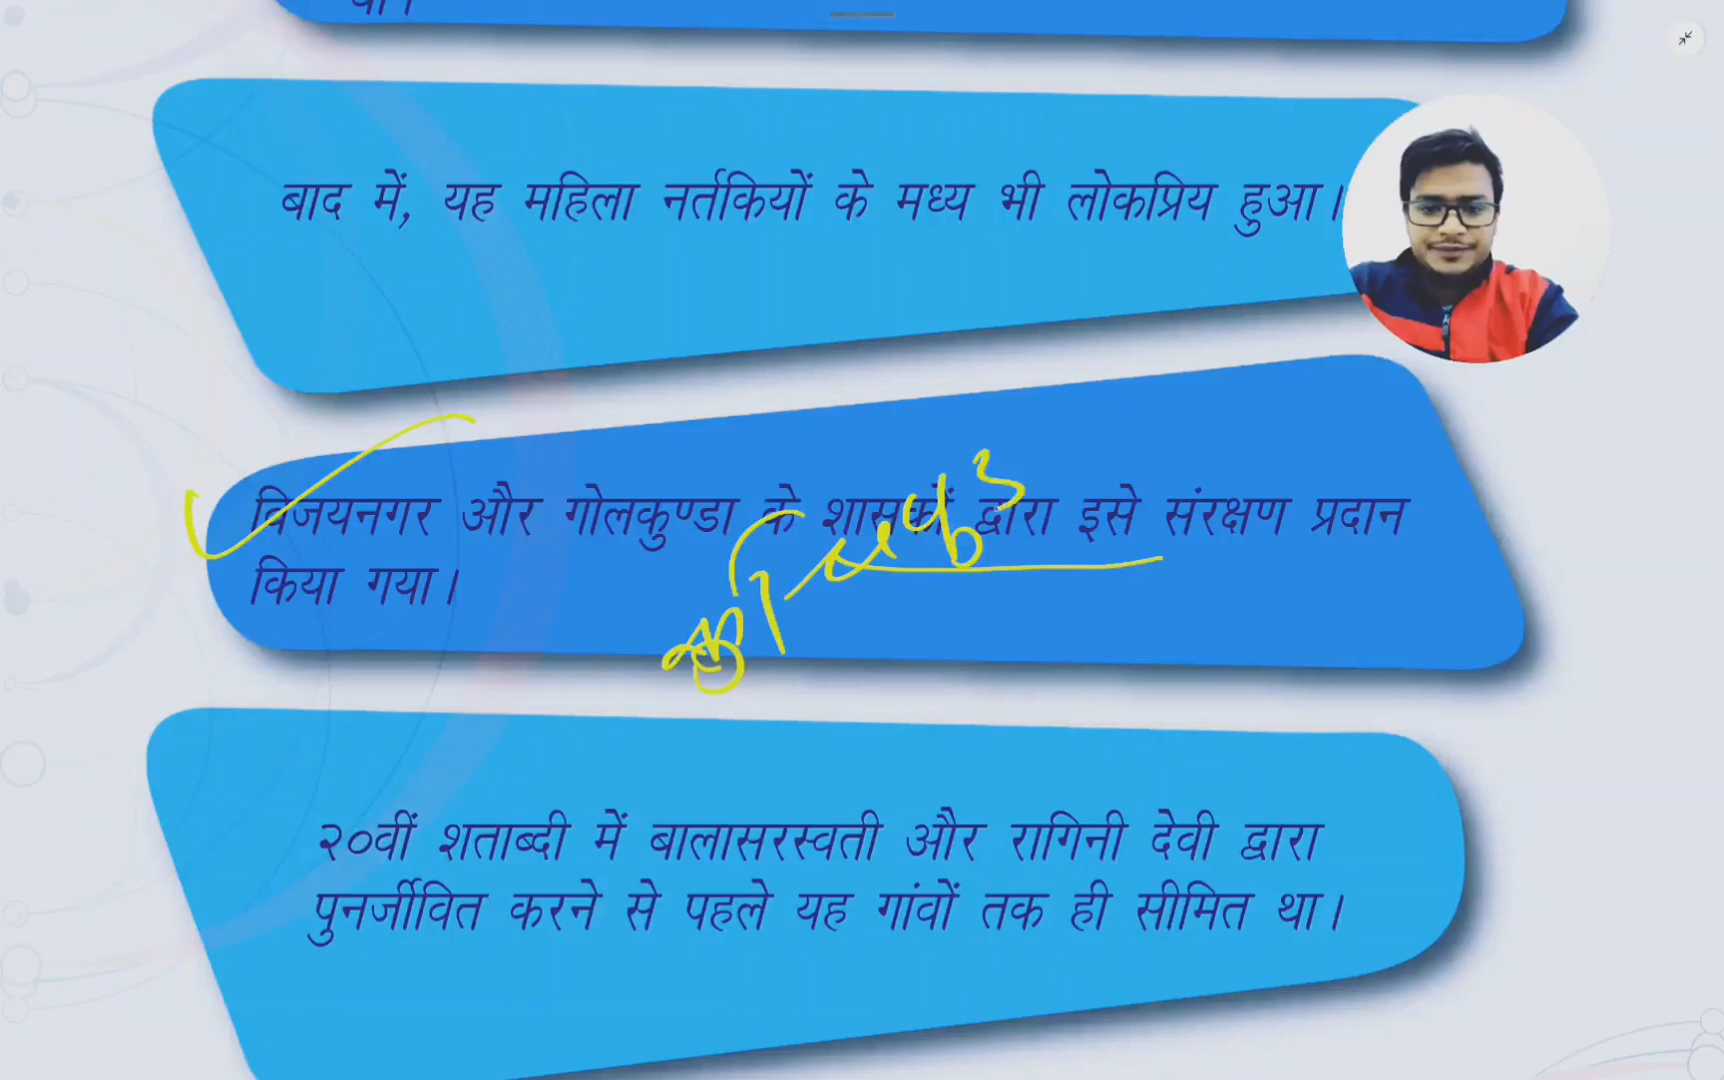 था।
बाद में, यह महिला नर्तकियों के मध्य भी लोकप्रिय हुआ।
विजयनगर और गोलकुण्डा के शासकों द्वारा इसे संरक्षण प्रदान
किया गया।
२०वीं शताब्दी में बालासरस्वती और रागिनी देवी द्वारा
पुनर्जीवित करने से पहले यह गांवों तक ही सीमित था।